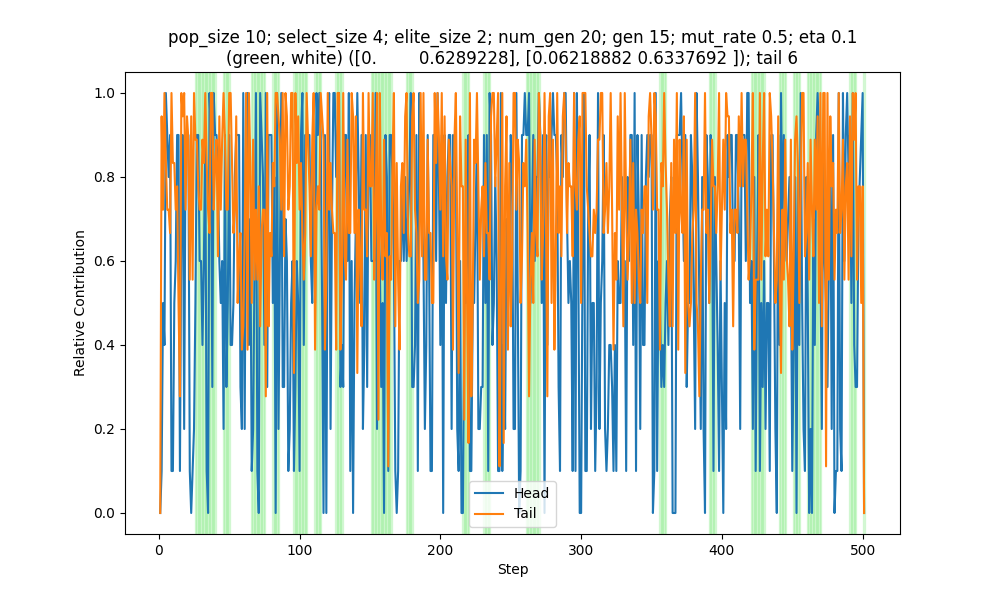 pop_size 10; select_size 4; elite_size 2; num_gen 20; gen 15; mut_rate 0.5; eta 0.1
(green, white) ([0.        0.6289228], [0.06218882 0.6337692 ]); tail 6
1.0
0.8
0.6
0.4
0.2
0.0
Relative Contribution
Head
Tail
0
100
200
300
400
500
Step